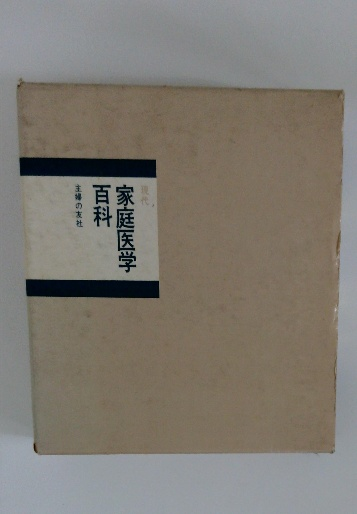 現代
家庭医学
百科
主婦の友社